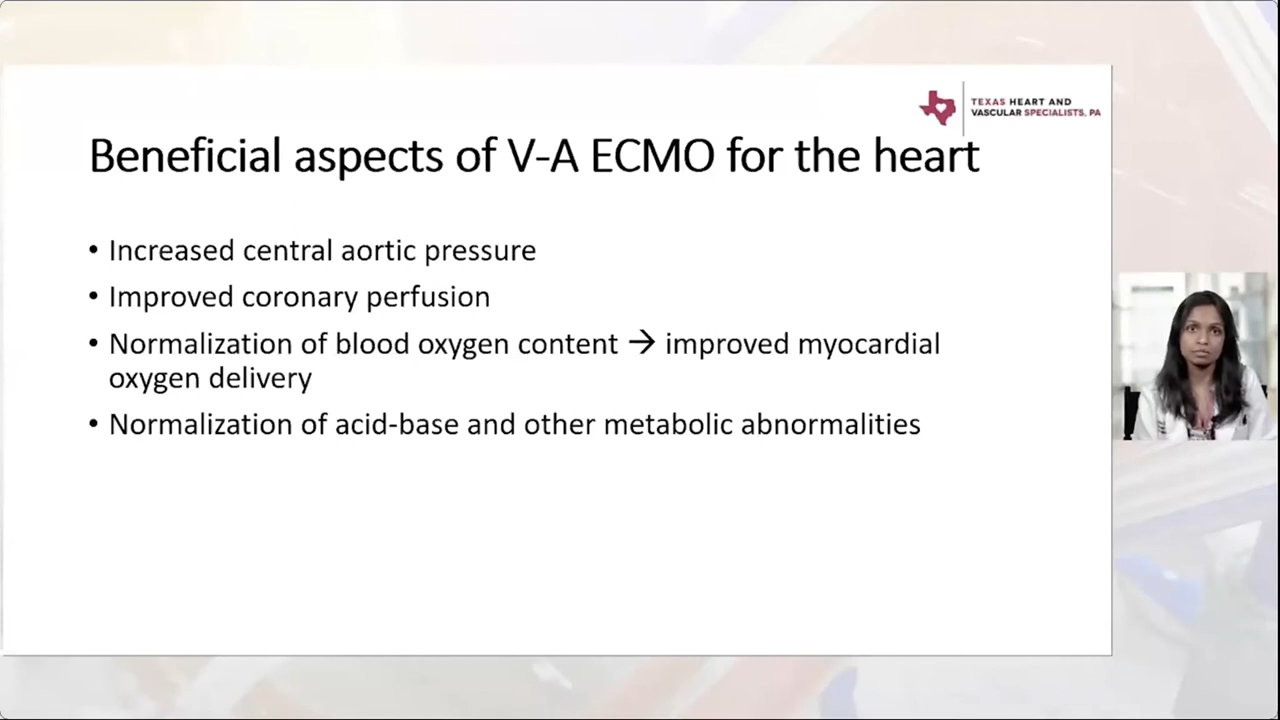 TEXAS HEART AND
VASCULAR SPECIALISTS, PA
Beneficial aspects of V-A ECMO for the heart
• Increased central aortic pressure
• Improved coronary perfusion
• Normalization of blood oxygen content → improved myocardial
oxygen delivery
• Normalization of acid-base and other metabolic abnormalities